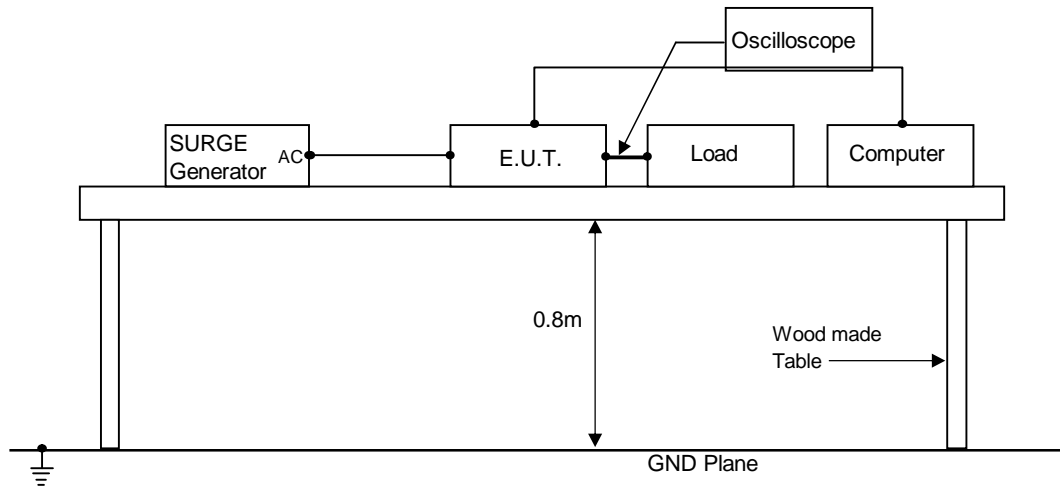 Oscilloscope
SURGE
Generator
AC
E.U.T.
Load
Computer
0.8m
Wood made
Table
GND Plane